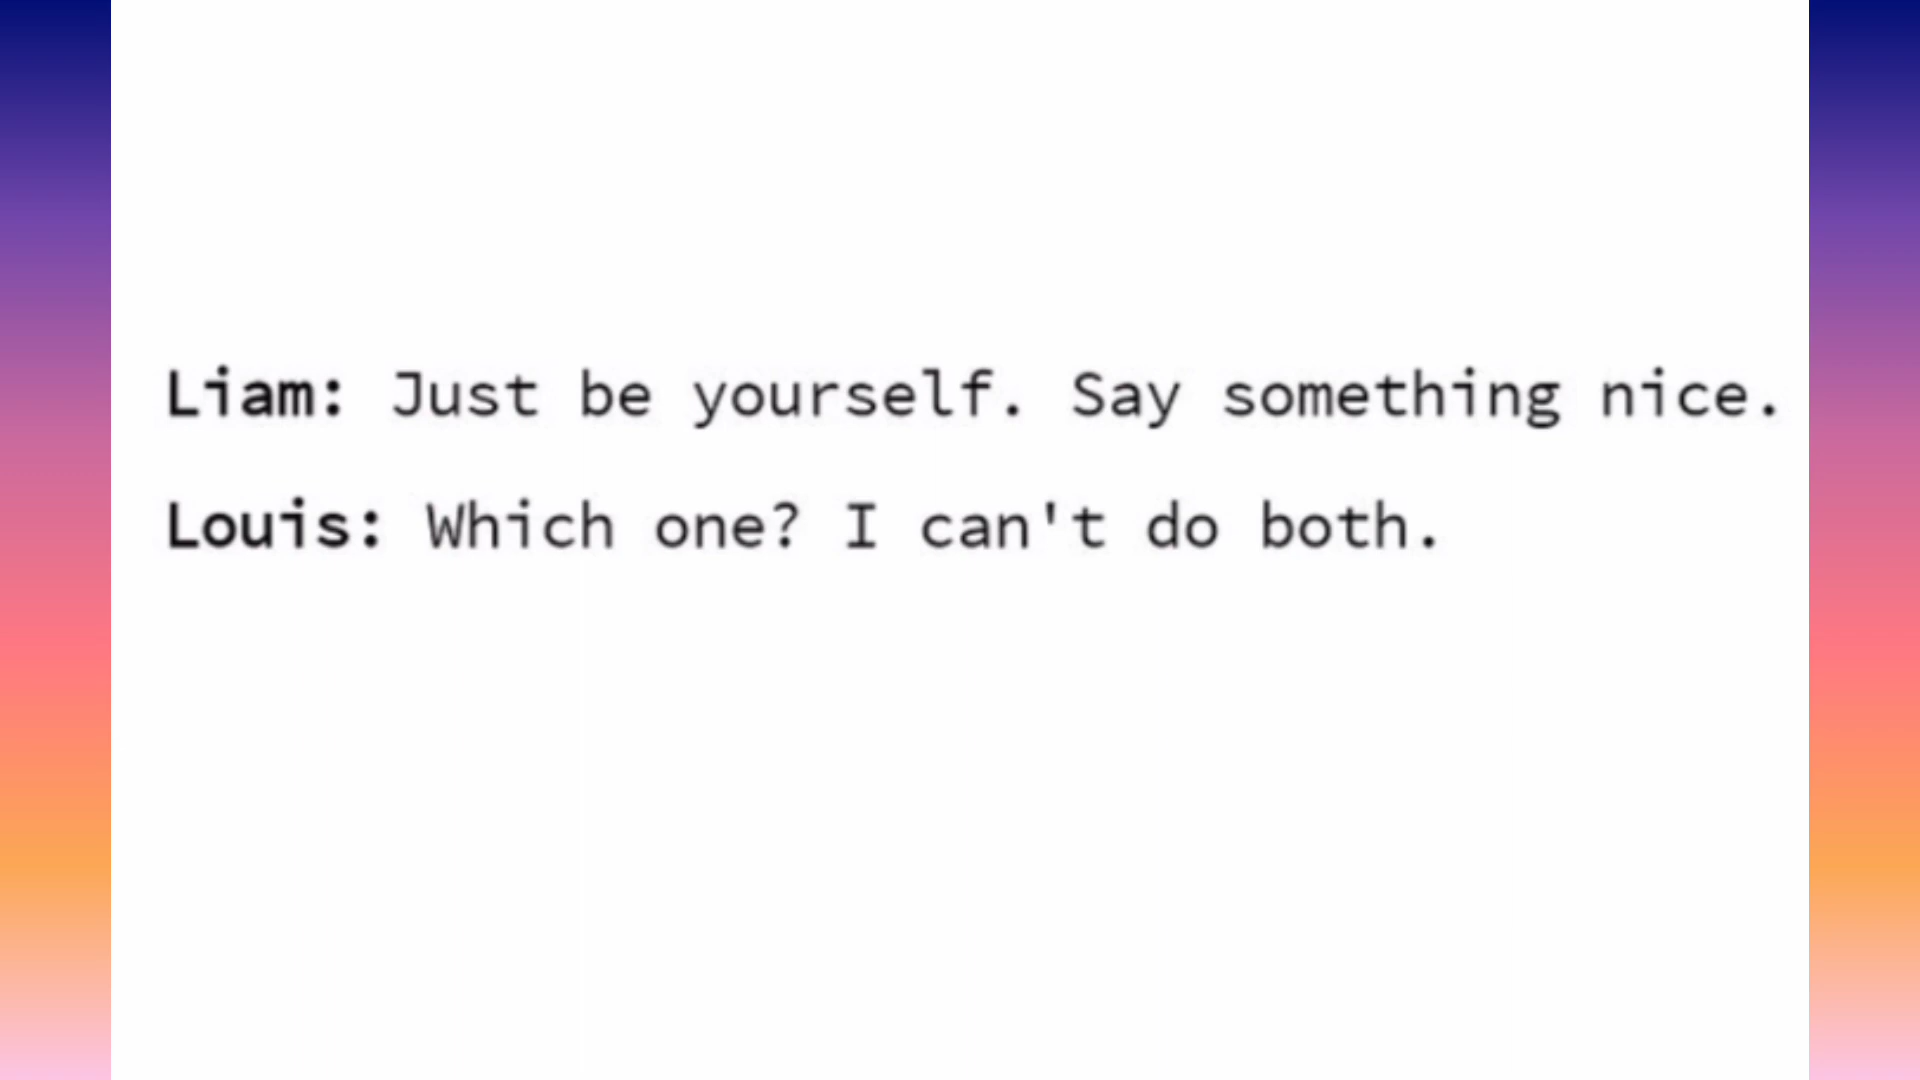 Liam: Just be yourself. Say something nice.
Louis: Which one? I can't do both.